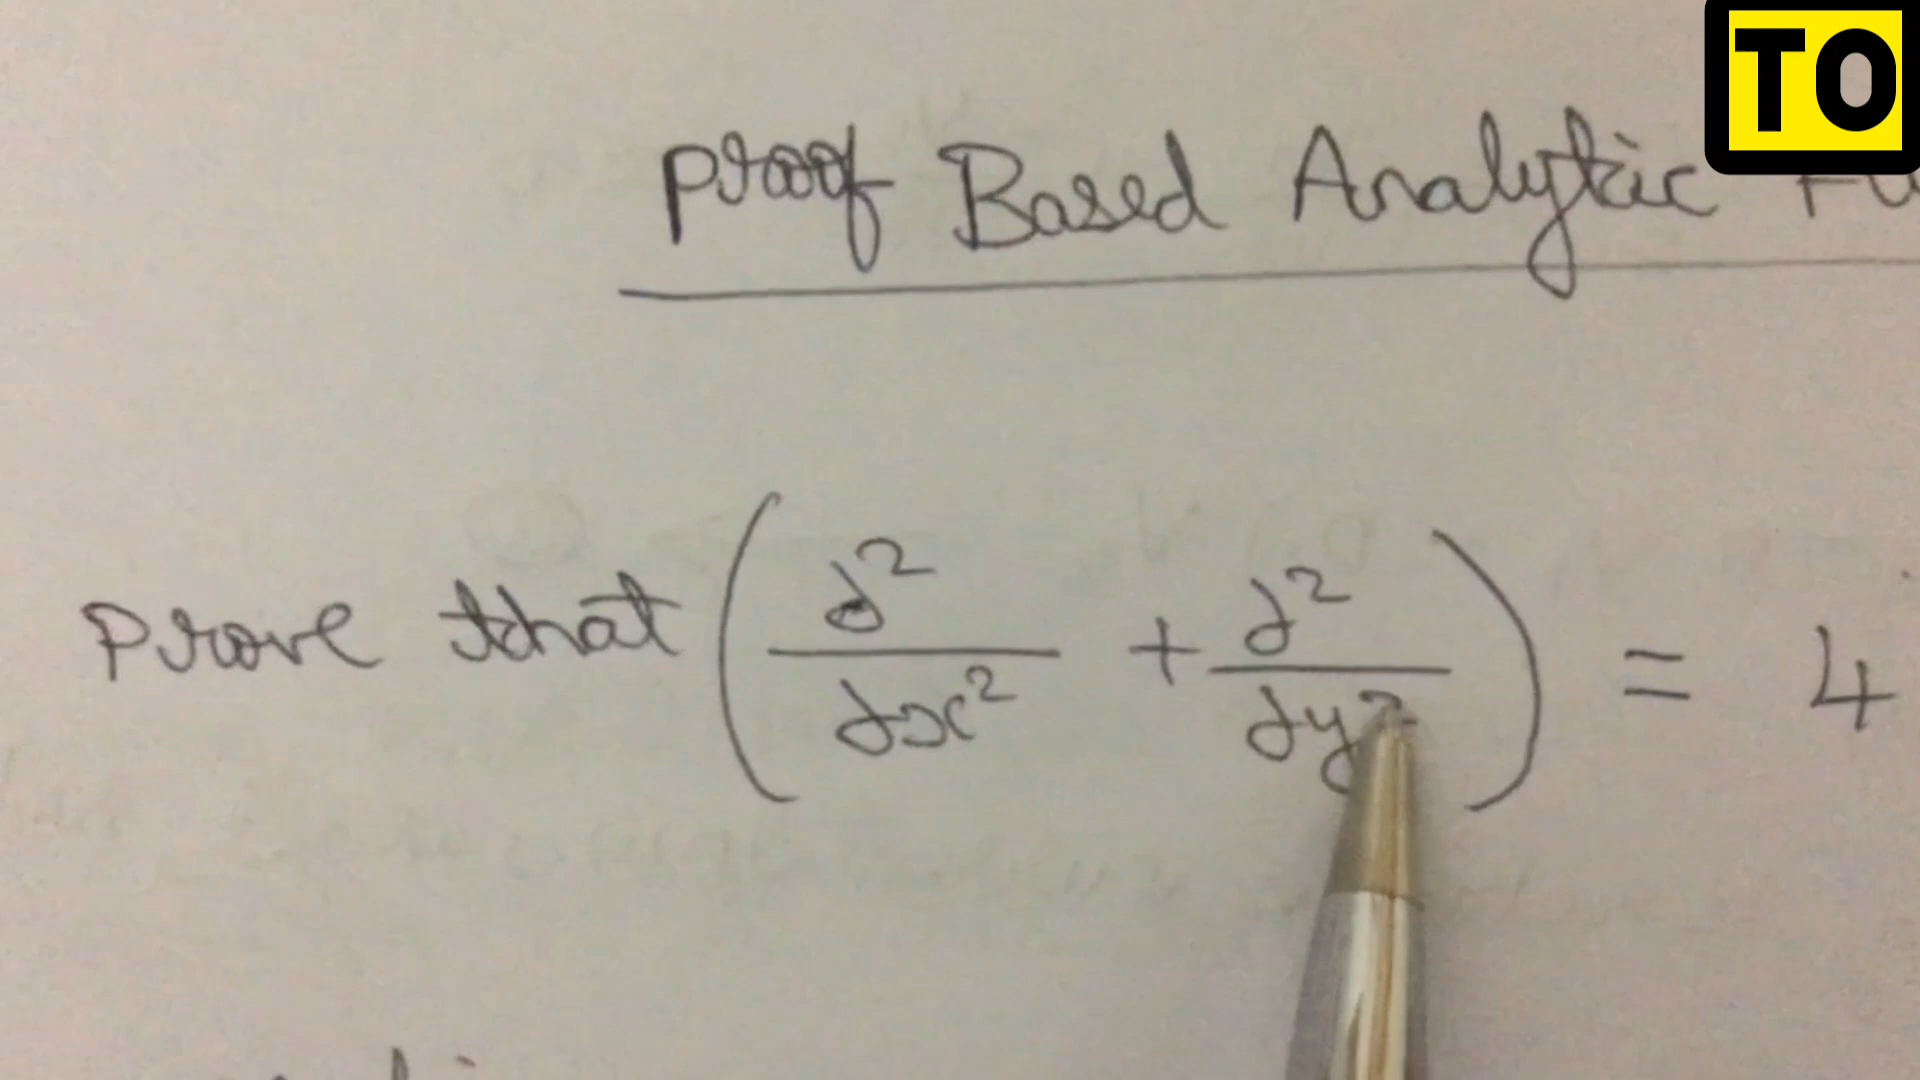 TO
Proof Based Analytic
Prove that (∂²/∂x² + ∂²/∂y²) = 4